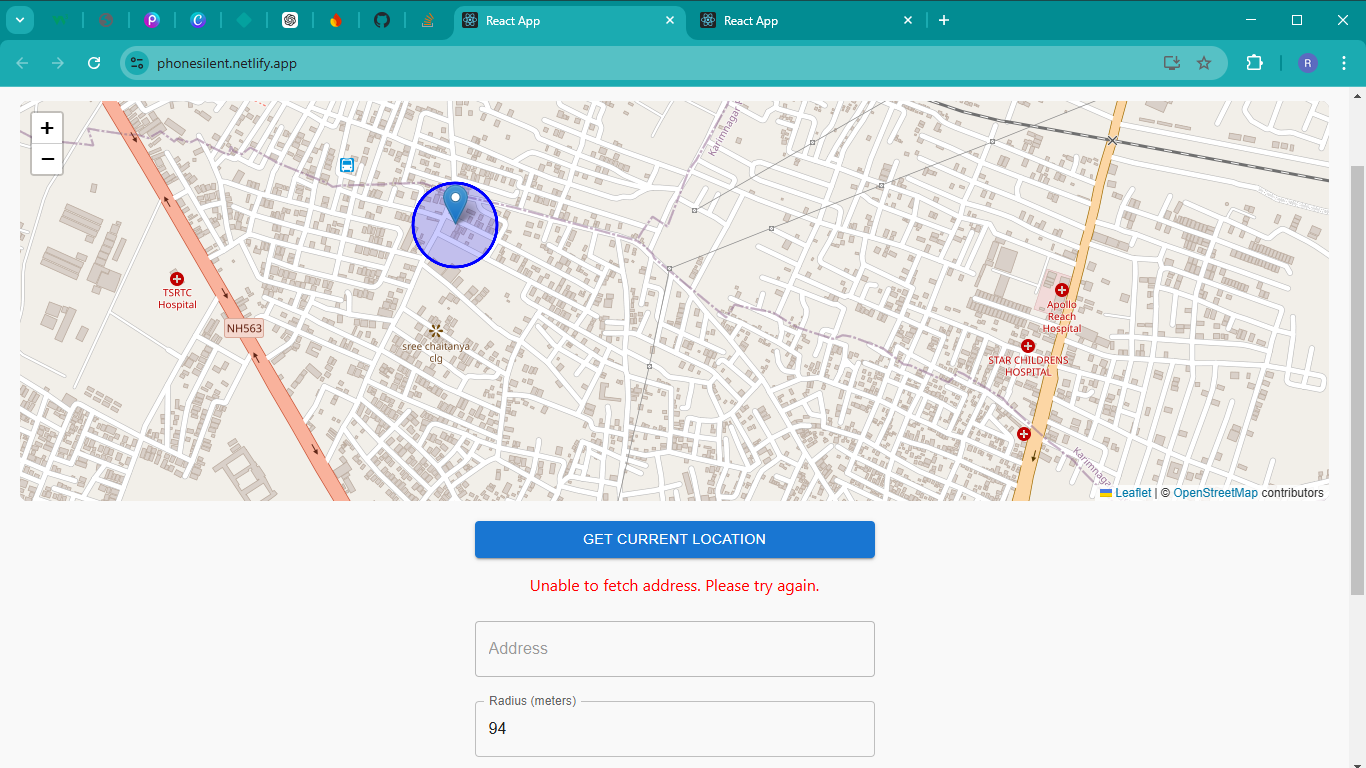 React App
React App
phonesilent.netlify.app
R
+
−
Karimnagar
TSRTC
Hospital
NH563
sree chaitanya
clg
Apollo
Reach
Hospital
STAR CHILDRENS
HOSPITAL
Leaflet | © OpenStreetMap contributors
GET CURRENT LOCATION
Unable to fetch address. Please try again.
Address
Radius (meters)
94